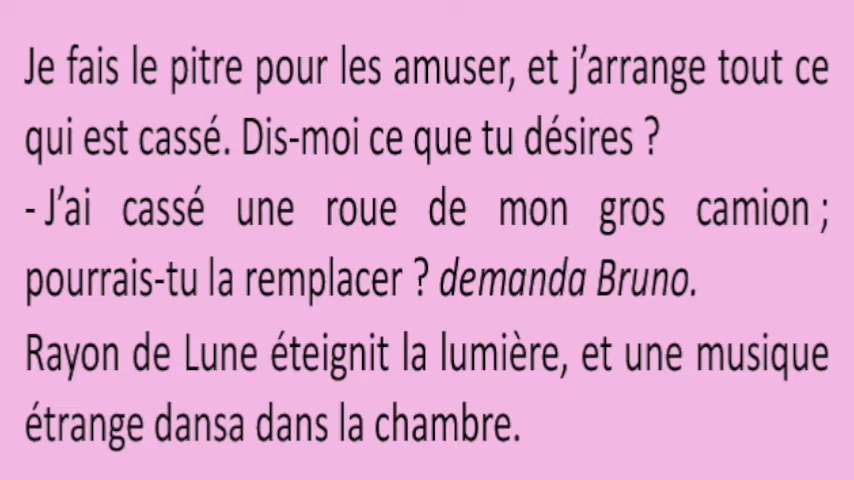 Je fais le pitre pour les amuser, et j’arrange tout ce
qui est cassé. Dis-moi ce que tu désires ?
- J’ai cassé une roue de mon gros camion ;
pourrais-tu la remplacer ? demanda Bruno.
Rayon de Lune éteignit la lumière, et une musique
étrange dansa dans la chambre.